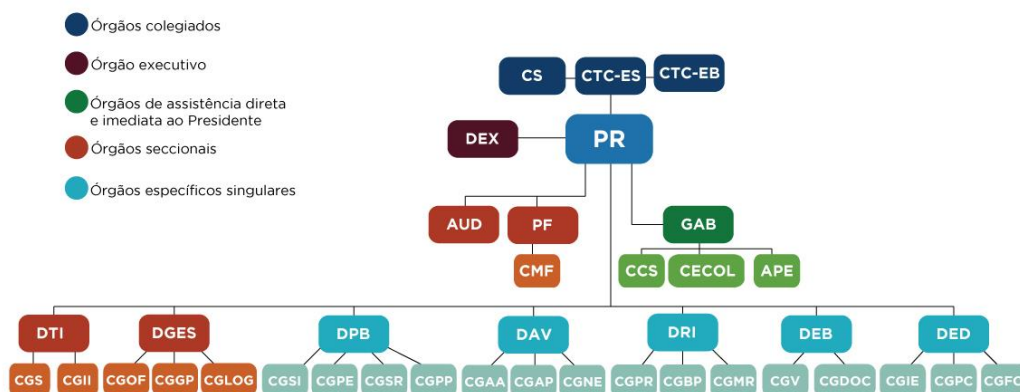 Órgãos colegiados
Órgão executivo
Órgãos de assistência direta
e imediata ao Presidente
Órgãos seccionais
Órgãos específicos singulares
CS
CTC-ES
CTC-EB
DEX
PR
AUD
PF
GAB
CMF
CCS
CECOL
APE
DTI
DGES
DPB
DAV
DRI
DEB
DED
CGS
CGII
CGOF
CGGP
CGLOG
CGSI
CGPE
CGSR
CGPP
CGAA
CGAP
CGNE
CGPR
CGBP
CGMR
CGV
CGDOC
CGIE
CGPC
CGFO